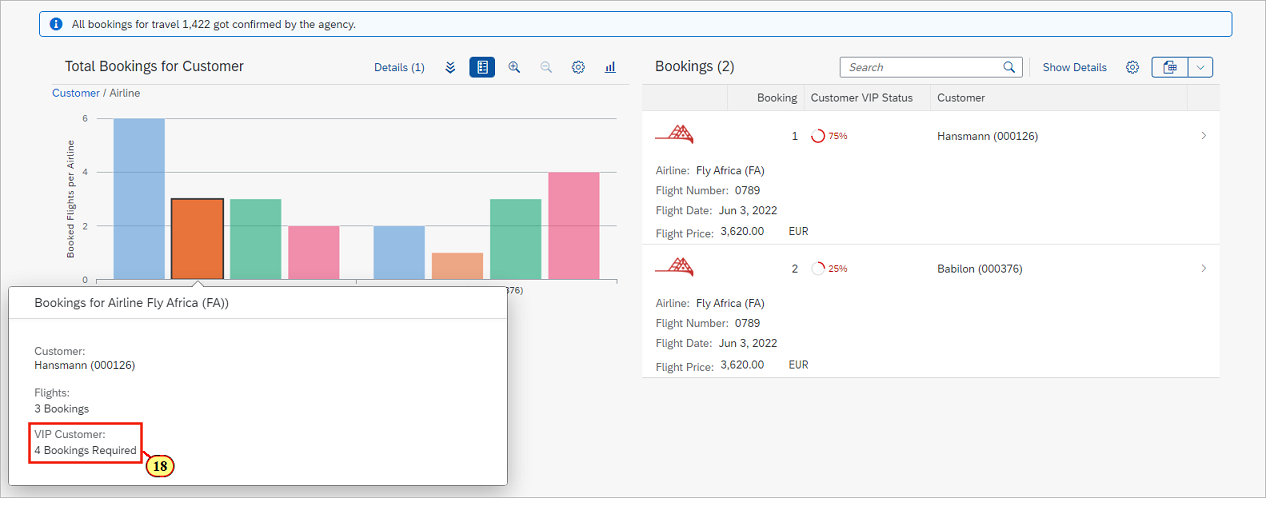 All bookings for travel 1,422 got confirmed by the agency.
Total Bookings for Customer
Details (1)
Customer / Airline
Booked Flights per Airline
6
4
2
0
376)
Bookings for Airline Fly Africa (FA))
Customer:
Hansmann (000126)
Flights:
3 Bookings
VIP Customer:
4 Bookings Required
18
Bookings (2)
Search
Show Details
Booking Customer VIP Status Customer
1 75% Hansmann (000126)
Airline: Fly Africa (FA)
Flight Number: 0789
Flight Date: Jun 3, 2022
Flight Price: 3,620.00 EUR
2 25% Babilon (000376)
Airline: Fly Africa (FA)
Flight Number: 0789
Flight Date: Jun 3, 2022
Flight Price: 3,620.00 EUR